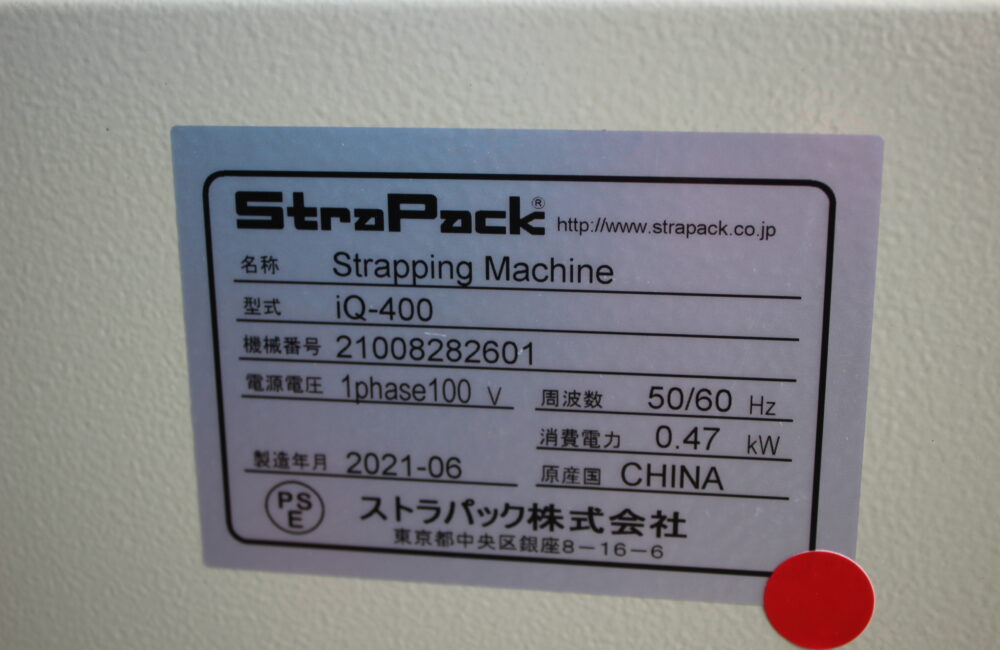 StraPack® http://www.strapack.co.jp
名称 Strapping Machine
型式 iQ-400
機械番号 21008282601
電源電圧 1phase100 V 周波数 50/60 Hz
消費電力 0.47 kW
製造年月 2021-06 原産国 CHINA
PS
E
ストラパック株式会社
東京都中央区銀座8-16-6